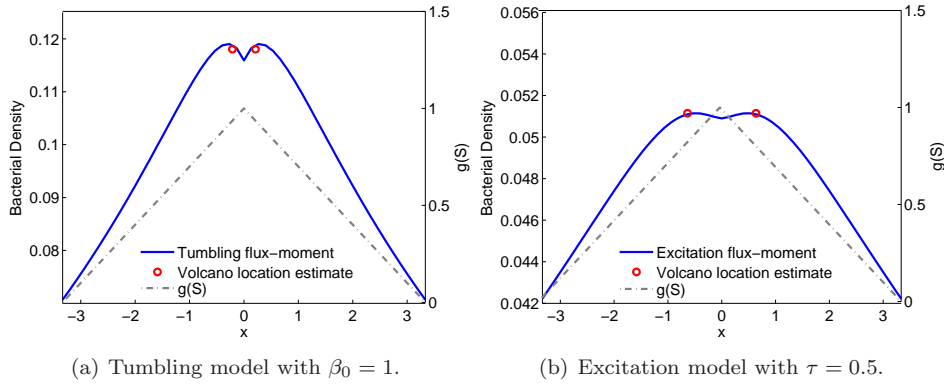 0.12
0.11
0.1
0.09
0.08
Bacterial Density
1.5
1
0.5
0
g(S)
Tumbling flux−moment
Volcano location estimate
g(S)
−3 −2 −1 0 1 2 3
x
(a) Tumbling model with β₀ = 1.
0.056
0.054
0.052
0.05
0.048
0.046
0.044
0.042
Bacterial Density
1.5
1
0.5
0
g(S)
Excitation flux−moment
Volcano location estimate
g(S)
−3 −2 −1 0 1 2 3
x
(b) Excitation model with τ = 0.5.